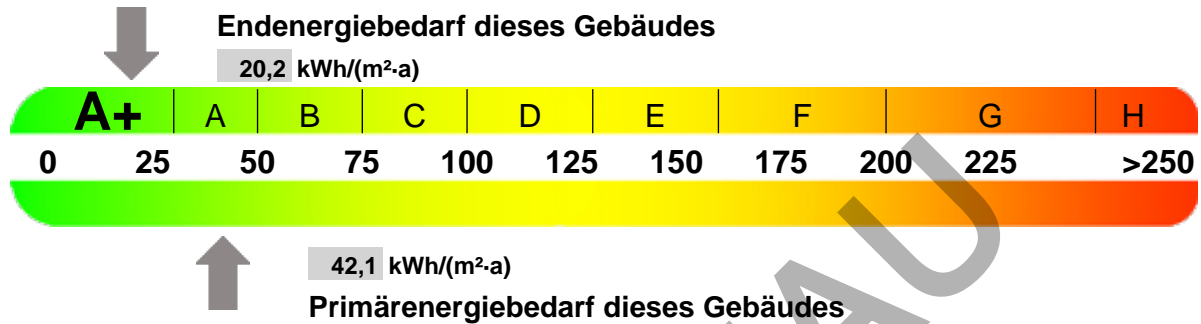 Endenergiebedarf dieses Gebäudes
20,2 kWh/(m²·a)
A+ A B C D E F G H
0 25 50 75 100 125 150 175 200 225 >250
42,1 kWh/(m²·a)
Primärenergiebedarf dieses Gebäudes
AU